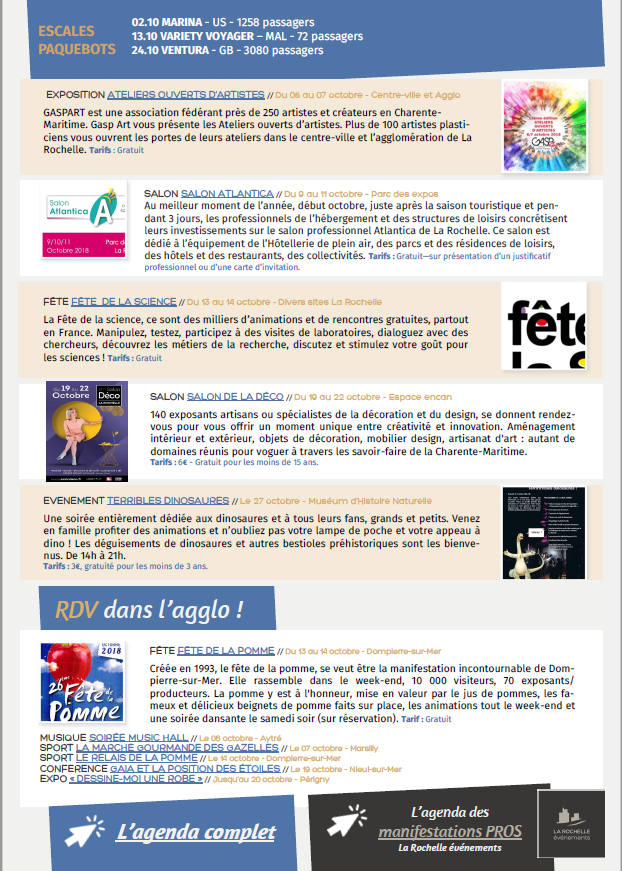 ESCALES
PAQUEBOTS
02.10 MARINA - US - 1258 passagers
13.10 VARIETY VOYAGER – MAL - 72 passagers
24.10 VENTURA - GB - 3080 passagers
EXPOSITION ATELIERS OUVERTS D'ARTISTES // Du 06 au 07 octobre - Centre-ville et Agglo
GASPART est une association fédérant près de 250 artistes et créateurs en Charente-
Maritime. Gasp Art vous présente les Ateliers ouverts d'artistes. Plus de 100 artistes plasti-
ciens vous ouvrent les portes de leurs ateliers dans le centre-ville et l'agglomération de La
Rochelle. Tarifs : Gratuit
ATELIERS
OUVERTS
D'ARTISTES
6/7 octobre 2018
Salon
Atlantica
A
9/10/11
Octobre 2018
Parc de
La R
SALON SALON ATLANTICA // Du 9 au 11 octobre - Parc des expos
Au meilleur moment de l'année, début octobre, juste après la saison touristique et pen-
dant 3 jours, les professionnels de l'hébergement et des structures de loisirs concrétisent
leurs investissements sur le salon professionnel Atlantica de La Rochelle. Ce salon est
dédié à l'équipement de l'Hôtellerie de plein air, des parcs et des résidences de loisirs,
des hôtels et des restaurants, des collectivités. Tarifs : Gratuit—sur présentation d'un justificatif
professionnel ou d'une carte d'invitation.
FÊTE FÊTE DE LA SCIENCE // Du 13 au 14 octobre - Divers sites La Rochelle
La Fête de la science, ce sont des milliers d'animations et de rencontres gratuites, partout
en France. Manipulez, testez, participez à des visites de laboratoires, dialoguez avec des
chercheurs, découvrez les métiers de la recherche, discutez et stimulez votre goût pour
les sciences ! Tarifs : Gratuit
fête
du 19 au 22
Octobre
Salon
Déco
LA ROCHELLE
SALON SALON DE LA DÉCO // Du 19 au 22 octobre - Espace encan
140 exposants artisans ou spécialistes de la décoration et du design, se donnent rendez-
vous pour vous offrir un moment unique entre créativité et innovation. Aménagement
intérieur et extérieur, objets de décoration, mobilier design, artisanat d'art : autant de
domaines réunis pour voguer à travers les savoir-faire de la Charente-Maritime.
Tarifs : 6€ - Gratuit pour les moins de 15 ans.
EVENEMENT TERRIBLES DINOSAURES // Le 27 octobre - Muséum d'Histoire Naturelle
Une soirée entièrement dédiée aux dinosaures et à tous leurs fans, grands et petits. Venez
en famille profiter des animations et n'oubliez pas votre lampe de poche et votre appeau à
dino ! Les déguisements de dinosaures et autres bestioles préhistoriques sont les bienve-
nus. De 14h à 21h.
Tarifs : 3€, gratuité pour les moins de 3 ans.
RDV dans l'agglo !
OCTOBRE
2018
26ème
Fête de la
Pomme
FÊTE FÊTE DE LA POMME // Du 13 au 14 octobre - Dompierre-sur-Mer
Créée en 1993, le fête de la pomme, se veut être la manifestation incontournable de Dom-
pierre-sur-Mer. Elle rassemble dans le week-end, 10 000 visiteurs, 70 exposants/
producteurs. La pomme y est à l'honneur, mise en valeur par le jus de pommes, les fa-
meux et délicieux beignets de pomme faits sur place, les animations tout le week-end et
une soirée dansante le samedi soir (sur réservation). Tarif : Gratuit
MUSIQUE SOIRÉE MUSIC HALL // Le 06 octobre - Aytré
SPORT LA MARCHE GOURMANDE DES GAZELLES // Le 07 octobre - Marsilly
SPORT LE RELAIS DE LA POMME // Le 14 octobre - Dompierre-sur-Mer
CONFERENCE GAIA ET LA POSITION DES ÉTOILES // Le 19 octobre - Nieul-sur-Mer
EXPO « DESSINE-MOI UNE ROBE » // Jusqu'au 20 octobre - Périgny
L'agenda complet
L'agenda des
manifestations PROS
La Rochelle événements
LA ROCHELLE
événements